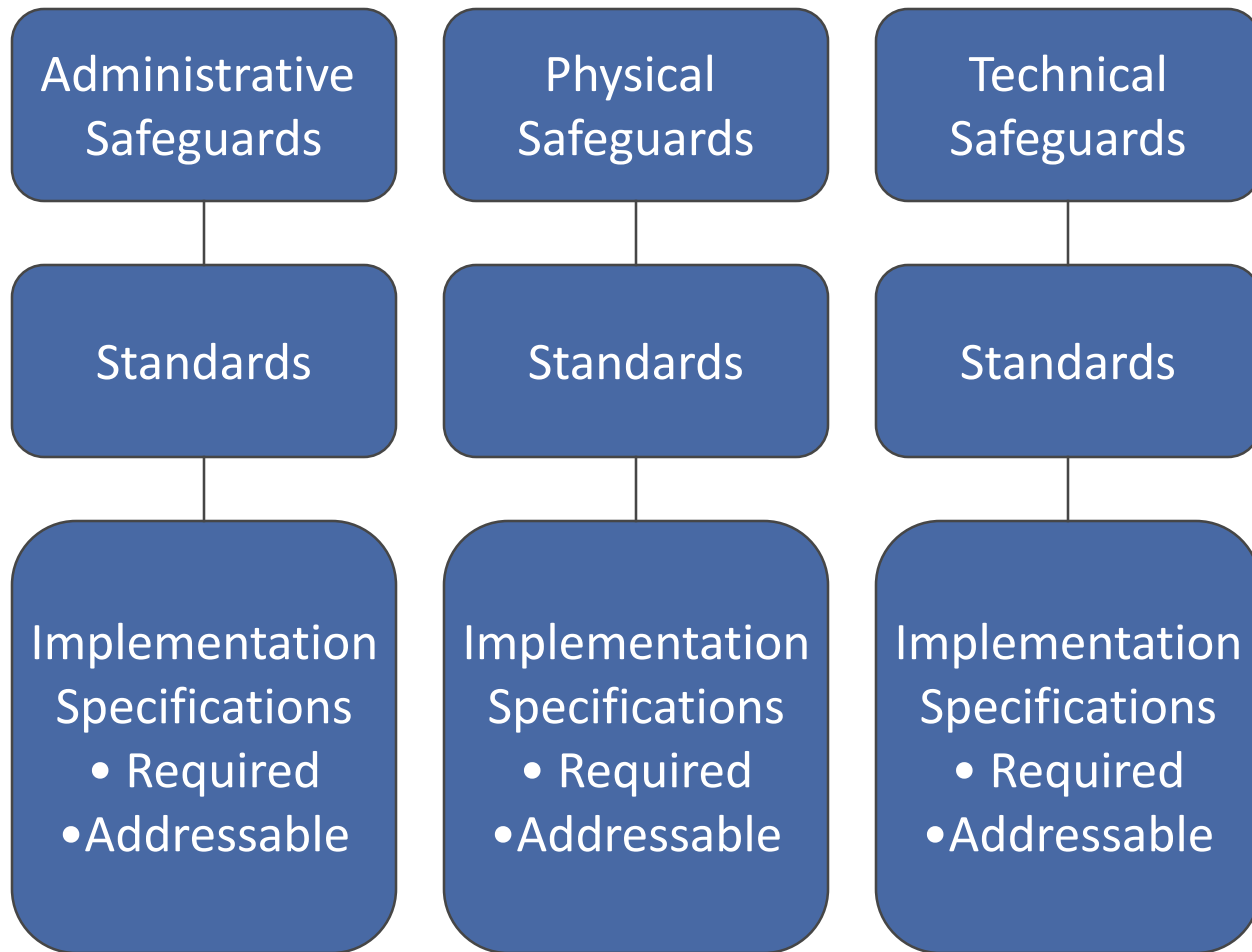 Administrative
Safeguards
Physical
Safeguards
Technical
Safeguards
Standards
Standards
Standards
Implementation
Specifications
• Required
•Addressable
Implementation
Specifications
• Required
•Addressable
Implementation
Specifications
• Required
•Addressable